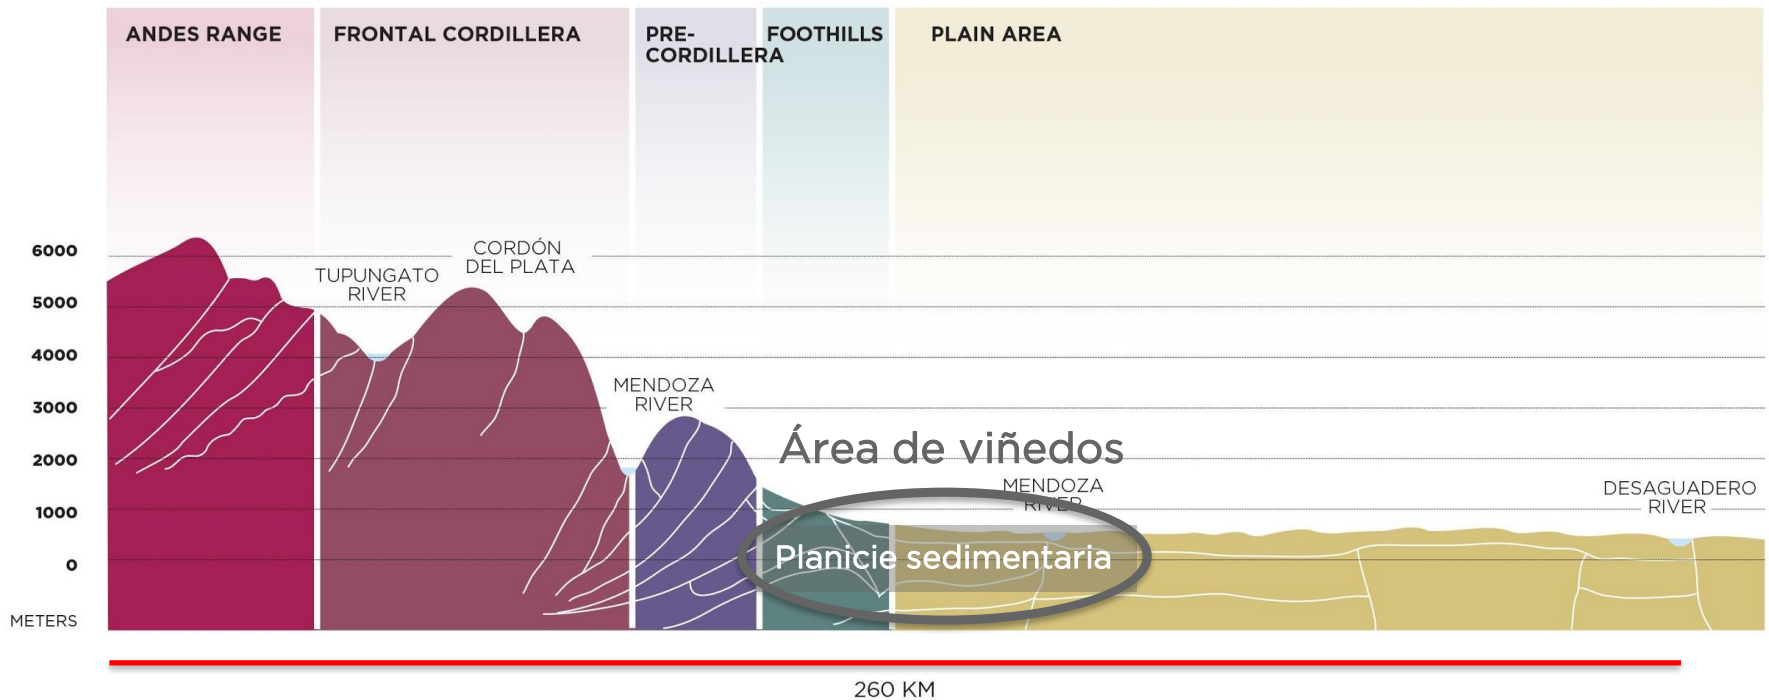 ANDES RANGE
FRONTAL CORDILLERA
PRE-
CORDILLERA
FOOTHILLS
PLAIN AREA
6000
5000
4000
3000
2000
1000
0
METERS
TUPUNGATO
RIVER
CORDÓN
DEL PLATA
MENDOZA
RIVER
Área de viñedos
MENDOZA
RIVER
Planicie sedimentaria
DESAGUADERO
RIVER
260 KM